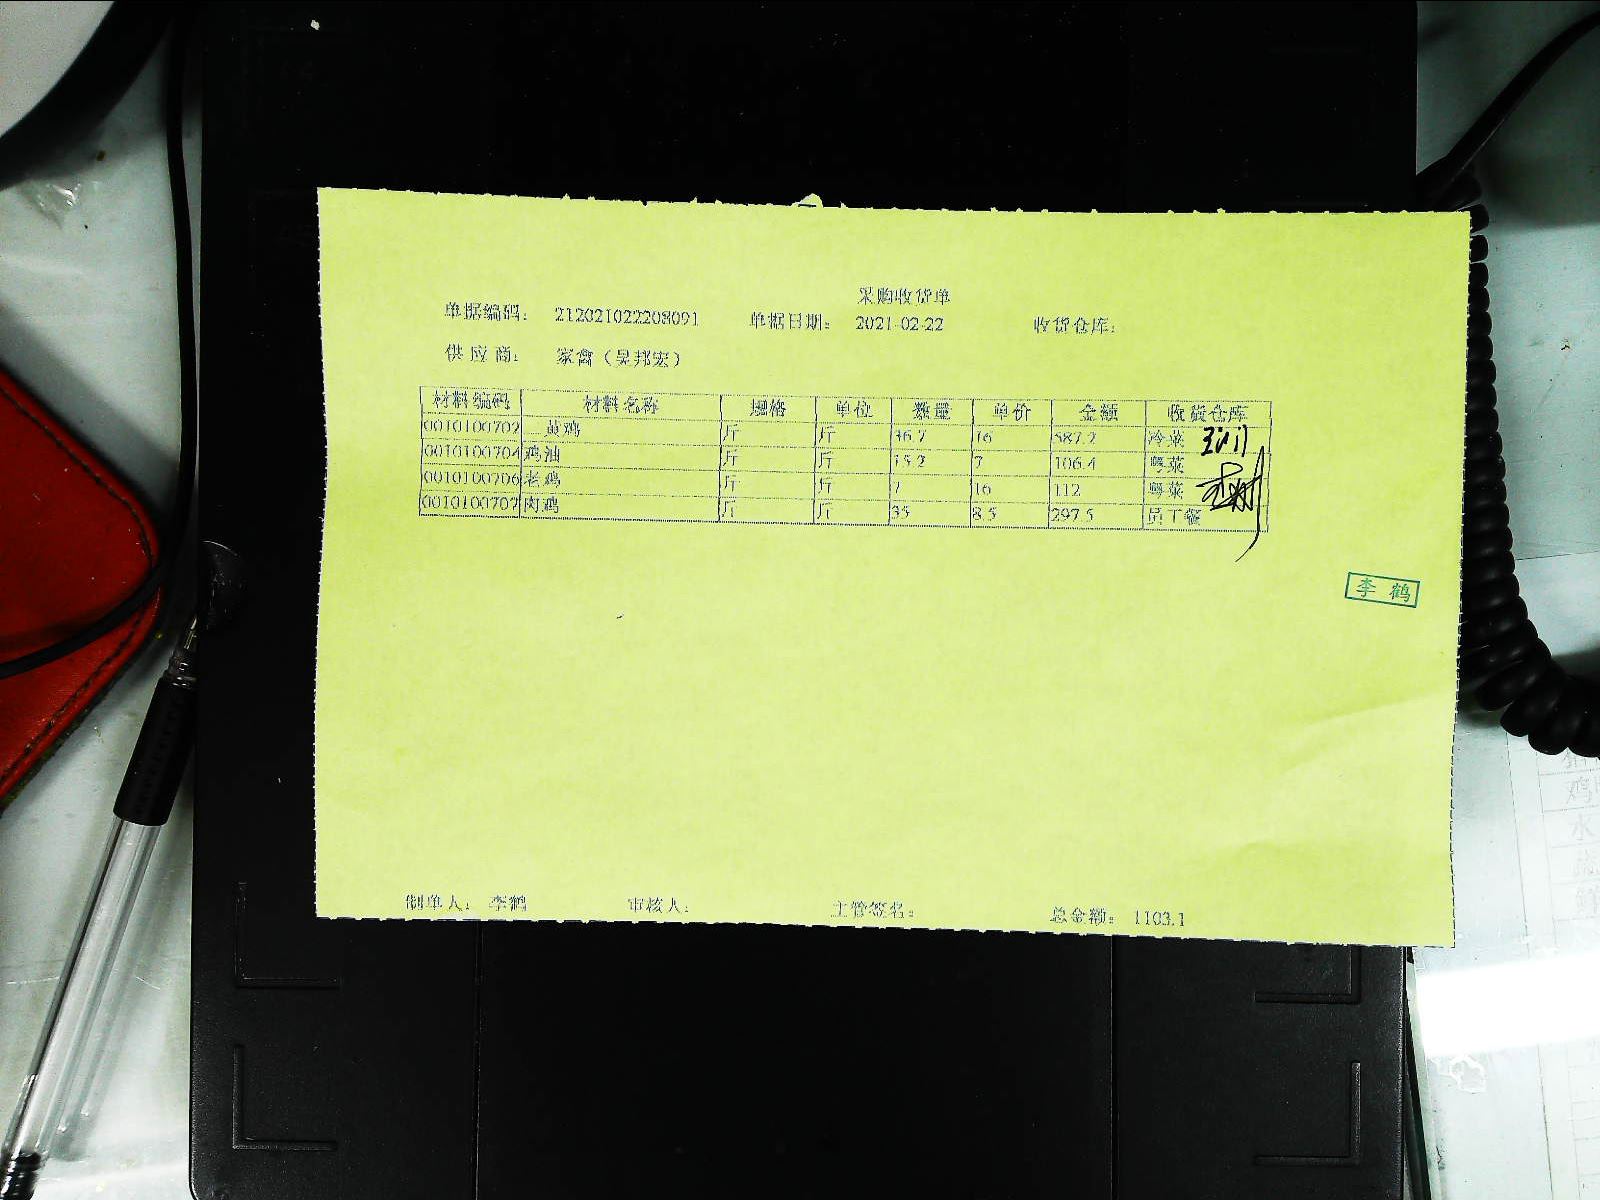 采购收货单
单据编码： 212021022208091 单据日期： 2021-02-22 收货仓库：
供应商： 家禽（吴邦宏）
材料编码 材料名称 规格 单位 数量 单价 金额 收货仓库
0010100702 三黄鸡 斤 斤 36.7 16 587.2 冷菜
0010100704 鸡油 斤 斤 15.2 7 106.4 粤菜
0010100706 老鸡 斤 斤 7 16 112 粤菜
0010100707 肉鸡 斤 斤 35 8.5 297.5 员工餐
李鹤
制单人： 李鹤 审核人： 主管签名： 总金额： 1103.1
鸡
水